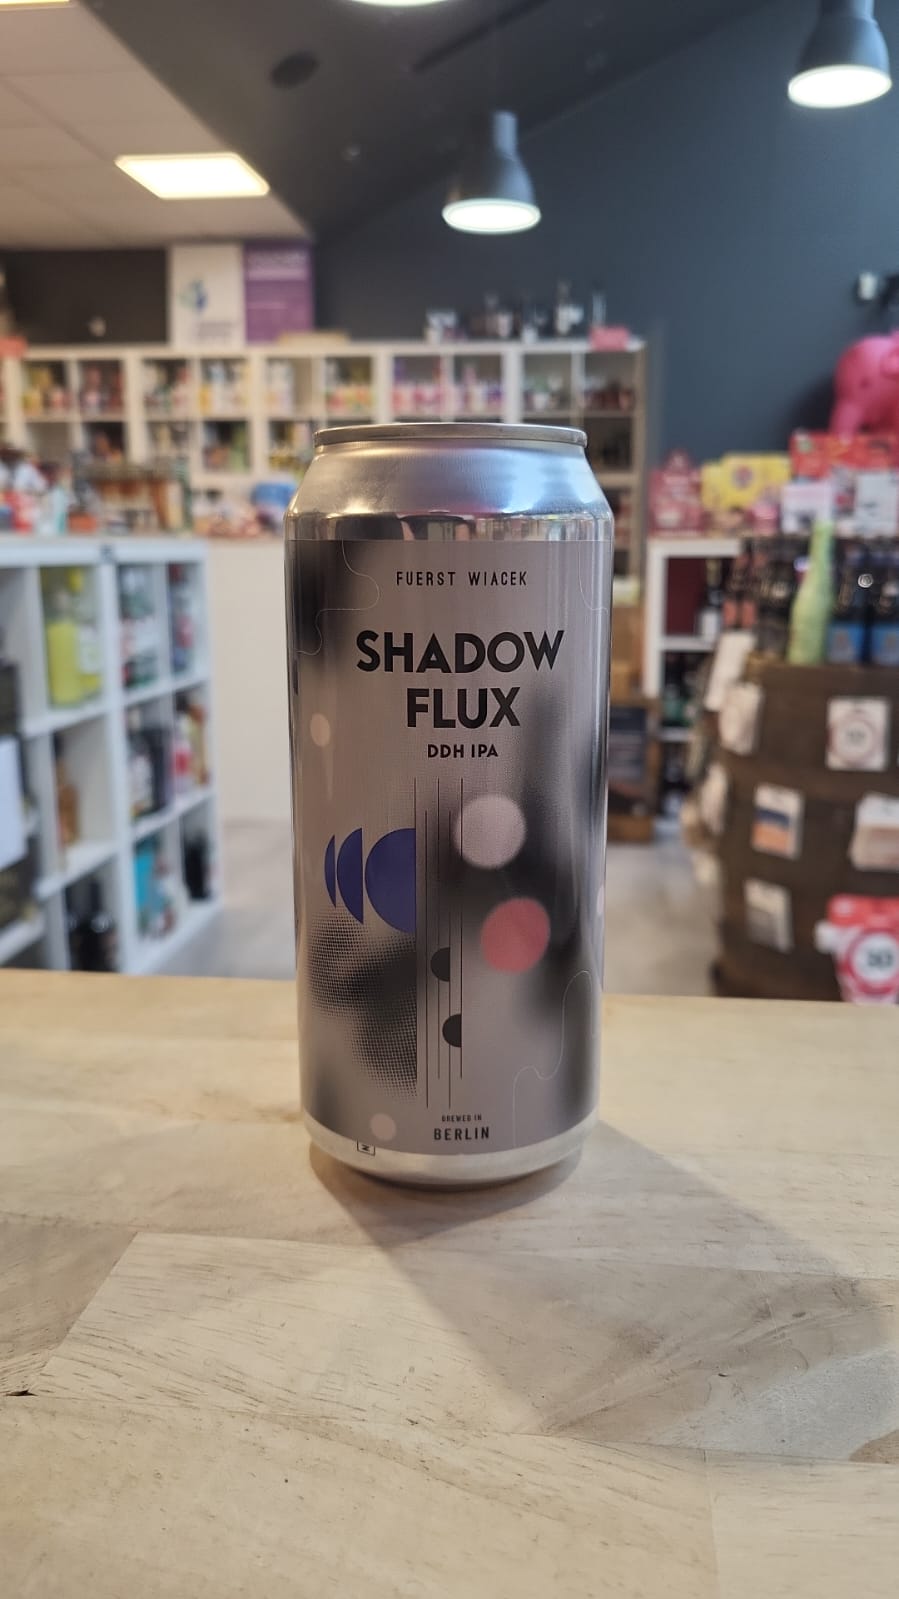 FUERST WIACEK
SHADOW
FLUX
DDH IPA
BREWED IN
BERLIN